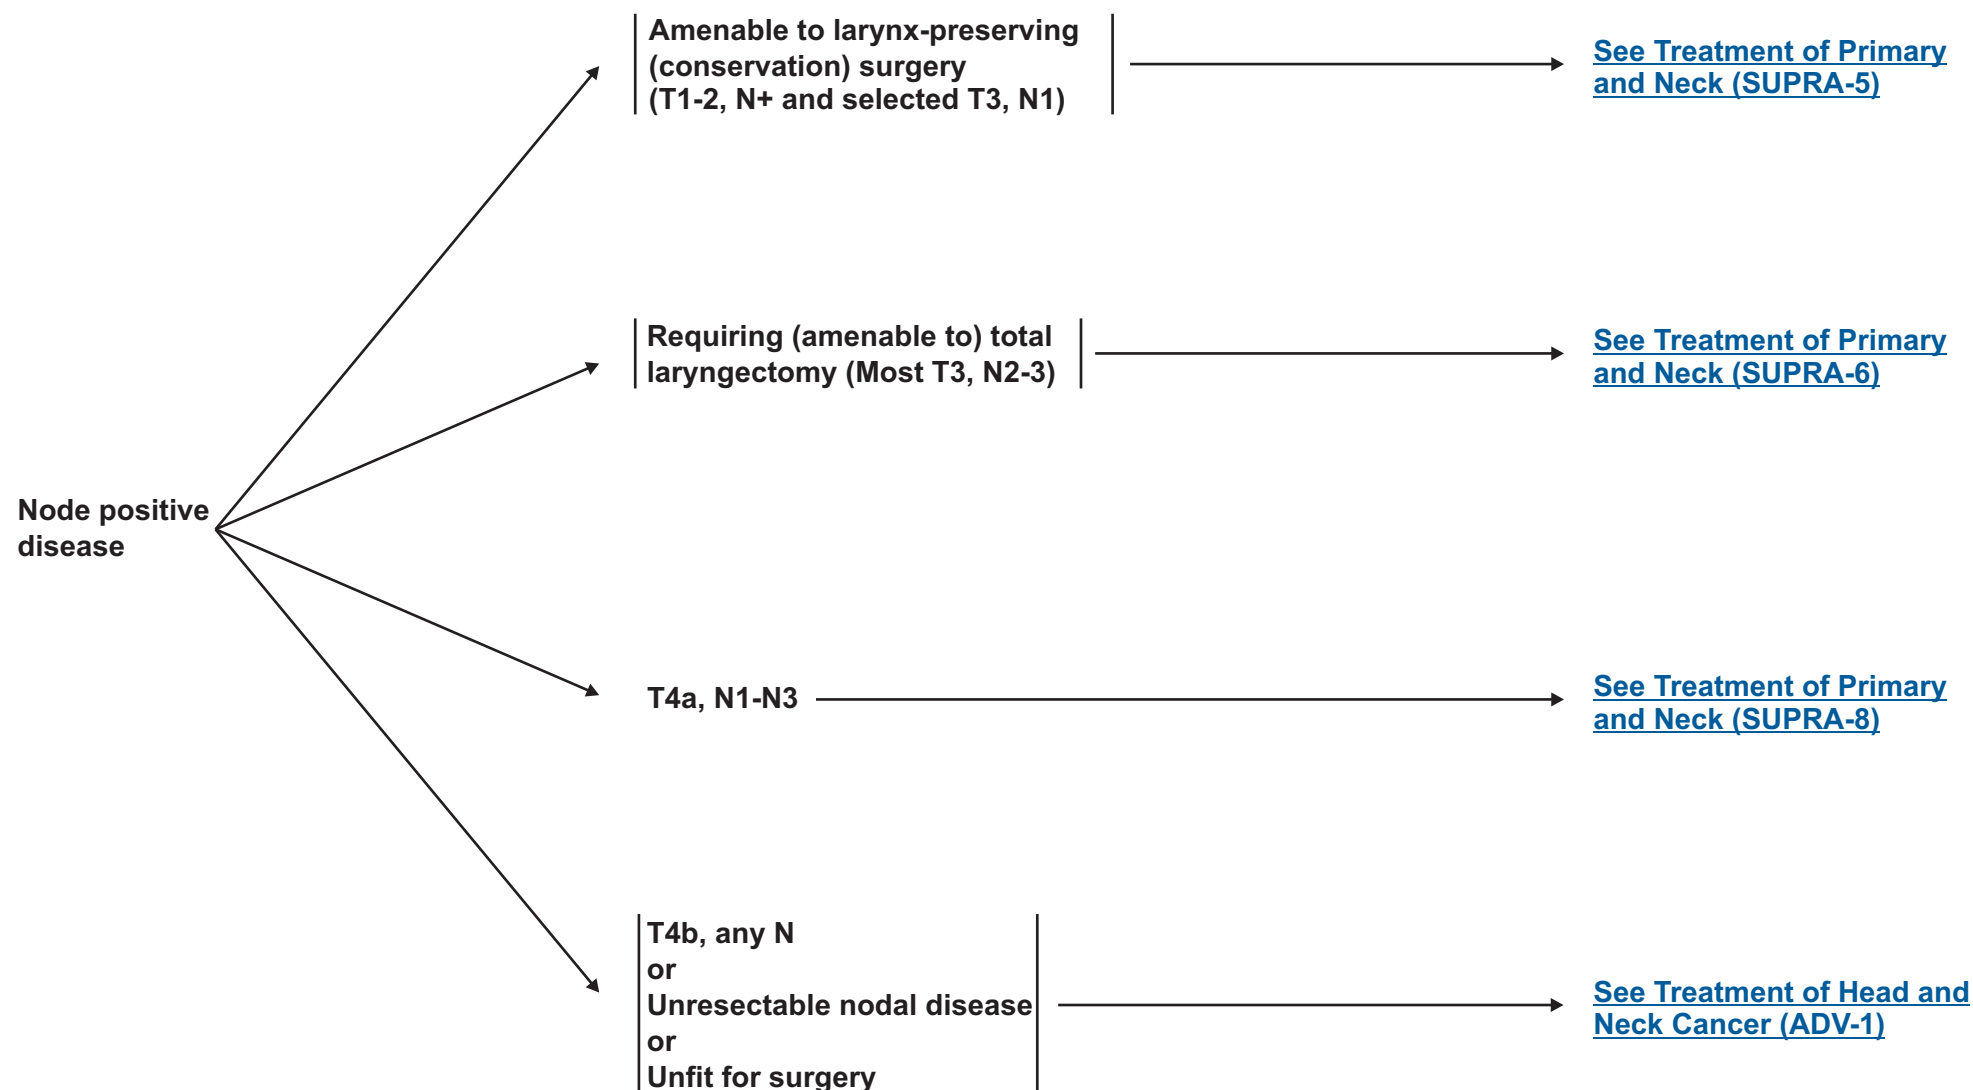 Amenable to larynx-preserving
(conservation) surgery
(T1-2, N+ and selected T3, N1)
See Treatment of Primary
and Neck (SUPRA-5)
Requiring (amenable to) total
laryngectomy (Most T3, N2-3)
See Treatment of Primary
and Neck (SUPRA-6)
Node positive
disease
T4a, N1-N3
See Treatment of Primary
and Neck (SUPRA-8)
T4b, any N
or
Unresectable nodal disease
or
Unfit for surgery
See Treatment of Head and
Neck Cancer (ADV-1)